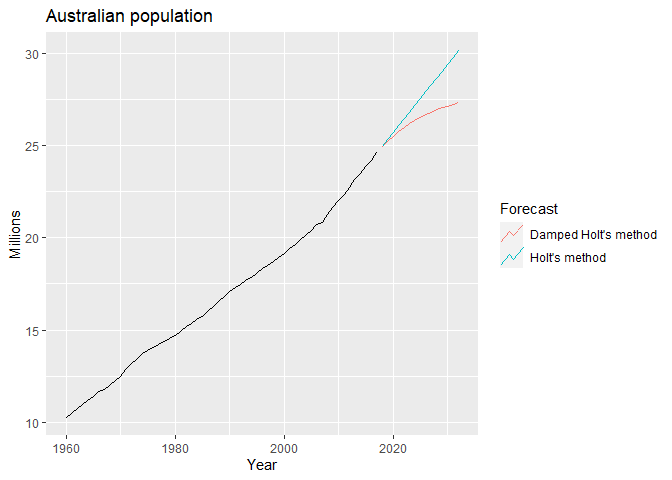 Australian population
30
25
20
15
10
Millions
1960
1980
2000
2020
Year
Forecast
Damped Holt's method
Holt's method